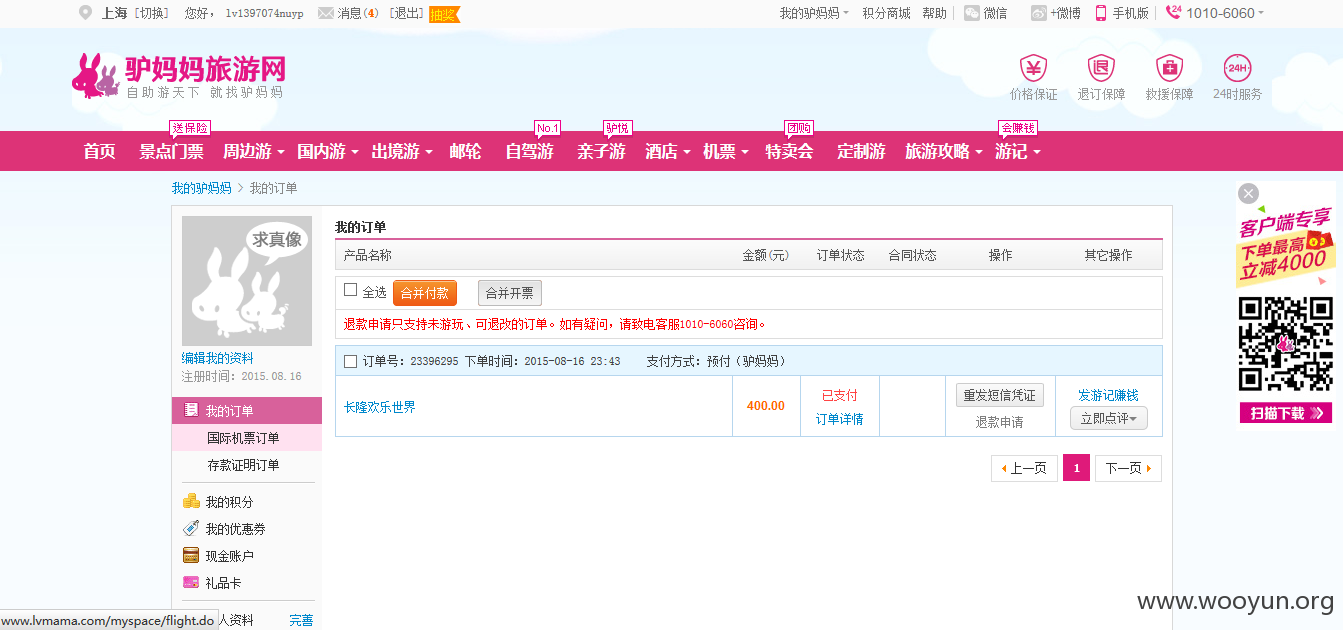 上海 [切换] 您好， lv1397074nuyp 消息(4) [退出] 抽奖 我的驴妈妈 积分商城 帮助 微信 +微博 手机版 24 1010-6060
驴妈妈旅游网
自助游天下 就找驴妈妈
¥ 退 24H
价格保证 退订保障 救援保障 24时服务
送保险 No.1 驴悦 团购 会赚钱
首页 景点门票 周边游 国内游 出境游 邮轮 自驾游 亲子游 酒店 机票 特卖会 定制游 旅游攻略 游记
我的驴妈妈 > 我的订单
求真像
编辑我的资料
注册时间：2015.08.16
我的订单
国际机票订单
存款证明订单
我的积分
我的优惠券
现金账户
礼品卡
人资料 完善
www.lvmama.com/myspace/flight.do
我的订单
产品名称 金额(元) 订单状态 合同状态 操作 其它操作
全选 合并付款 合并开票
退款申请只支持未游玩、可退改的订单。如有疑问，请致电客服1010-6060咨询。
订单号：23396295 下单时间：2015-08-16 23:43 支付方式：预付（驴妈妈）
长隆欢乐世界 400.00 已支付 重发短信凭证 发游记赚钱
订单详情 退款申请 立即点评
上一页 1 下一页
客户端专享
下单最高
立减4000
扫描下载
www.wooyun.org